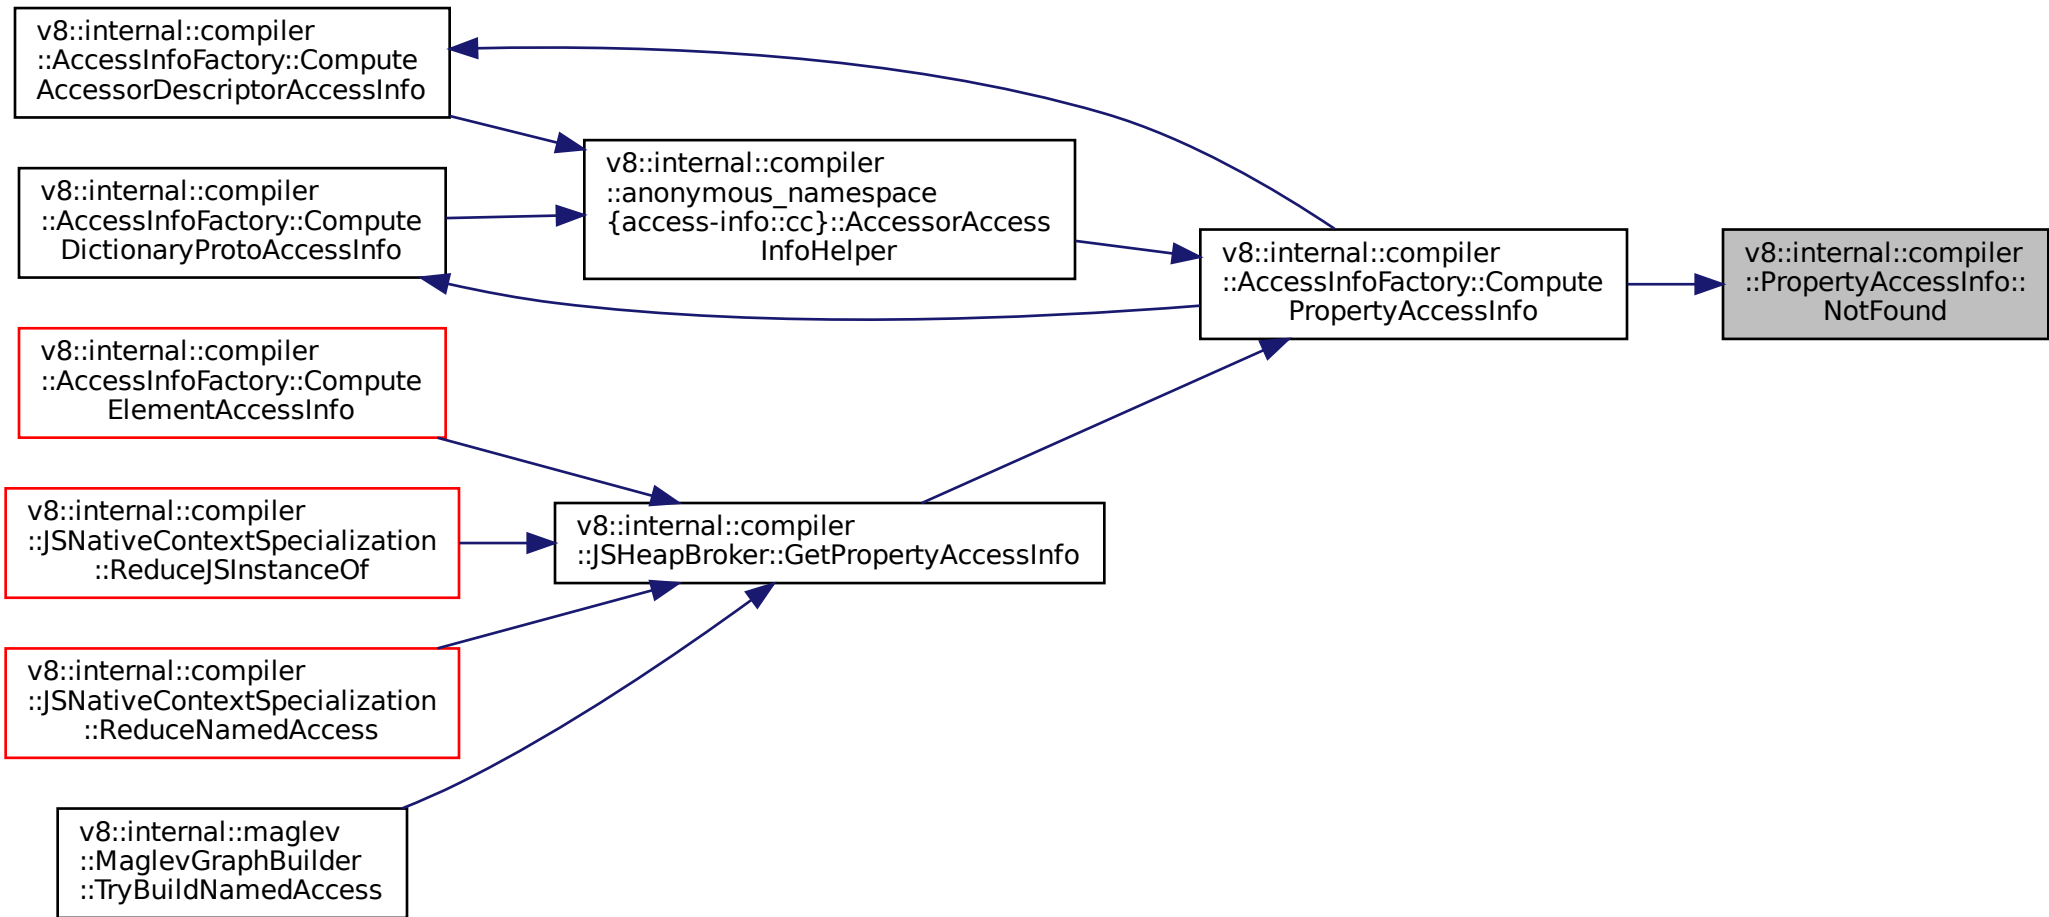 v8::internal::compiler
::AccessInfoFactory::Compute
AccessorDescriptorAccessInfo
v8::internal::compiler
::anonymous_namespace
{access-info::cc}::AccessorAccess
InfoHelper
v8::internal::compiler
::AccessInfoFactory::Compute
DictionaryProtoAccessInfo
v8::internal::compiler
::AccessInfoFactory::Compute
PropertyAccessInfo
v8::internal::compiler
::PropertyAccessInfo::
NotFound
v8::internal::compiler
::AccessInfoFactory::Compute
ElementAccessInfo
v8::internal::compiler
::JSNativeContextSpecialization
::ReduceJSInstanceOf
v8::internal::compiler
::JSHeapBroker::GetPropertyAccessInfo
v8::internal::compiler
::JSNativeContextSpecialization
::ReduceNamedAccess
v8::internal::maglev
::MaglevGraphBuilder
::TryBuildNamedAccess